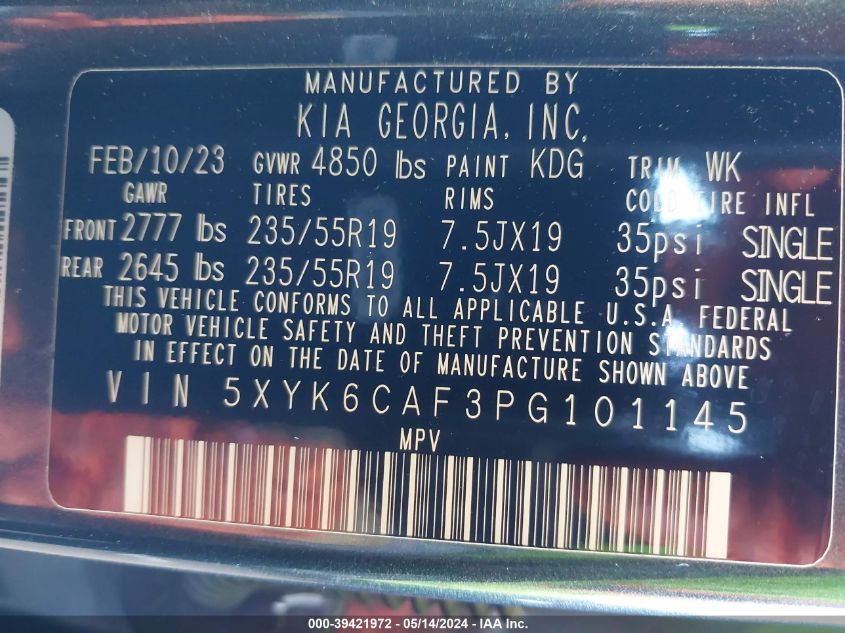 MANUFACTURED BY
KIA GEORGIA, INC.
FEB/10/23 GVWR 4850 lbs PAINT KDG TRIM WK
GAWR TIRES RIMS COLD TIRE INFL
FRONT 2777 lbs 235/55R19 7.5JX19 35psi SINGLE
REAR 2645 lbs 235/55R19 7.5JX19 35psi SINGLE
THIS VEHICLE CONFORMS TO ALL APPLICABLE U.S.A. FEDERAL
MOTOR VEHICLE SAFETY AND THEFT PREVENTION STANDARDS
IN EFFECT ON THE DATE OF MANUFACTURE SHOWN ABOVE
VIN 5XYK6CAF3PG101145
MPV
000-39421972 - 05/14/2024 - IAA Inc.